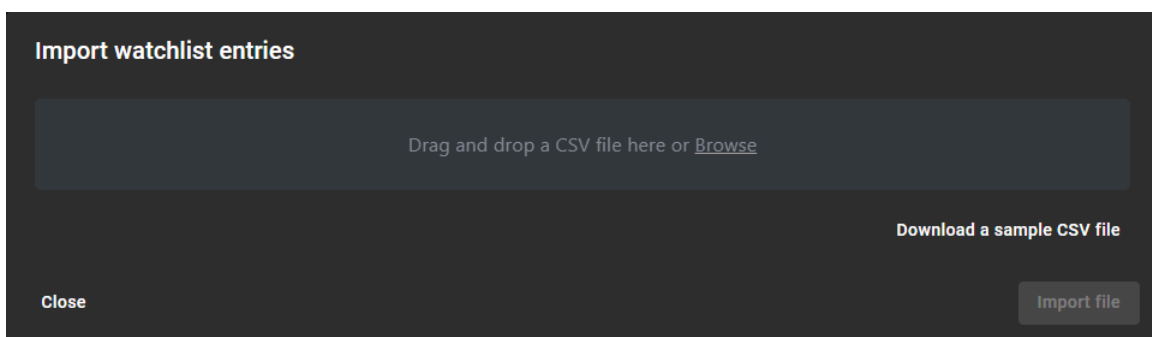 Import watchlist entries
Drag and drop a CSV file here or Browse
Download a sample CSV file
Close
Import file